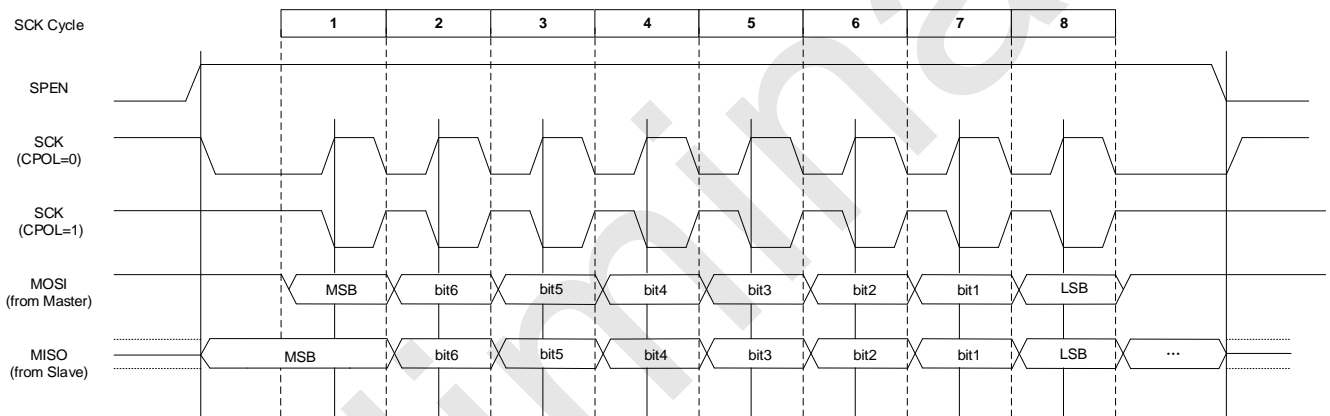 SCK Cycle 1 2 3 4 5 6 7 8
SPEN
SCK
(CPOL=0)
SCK
(CPOL=1)
MOSI
(from Master)
MSB bit6 bit5 bit4 bit3 bit2 bit1 LSB
MISO
(from Slave)
MSB bit6 bit5 bit4 bit3 bit2 bit1 LSB ...